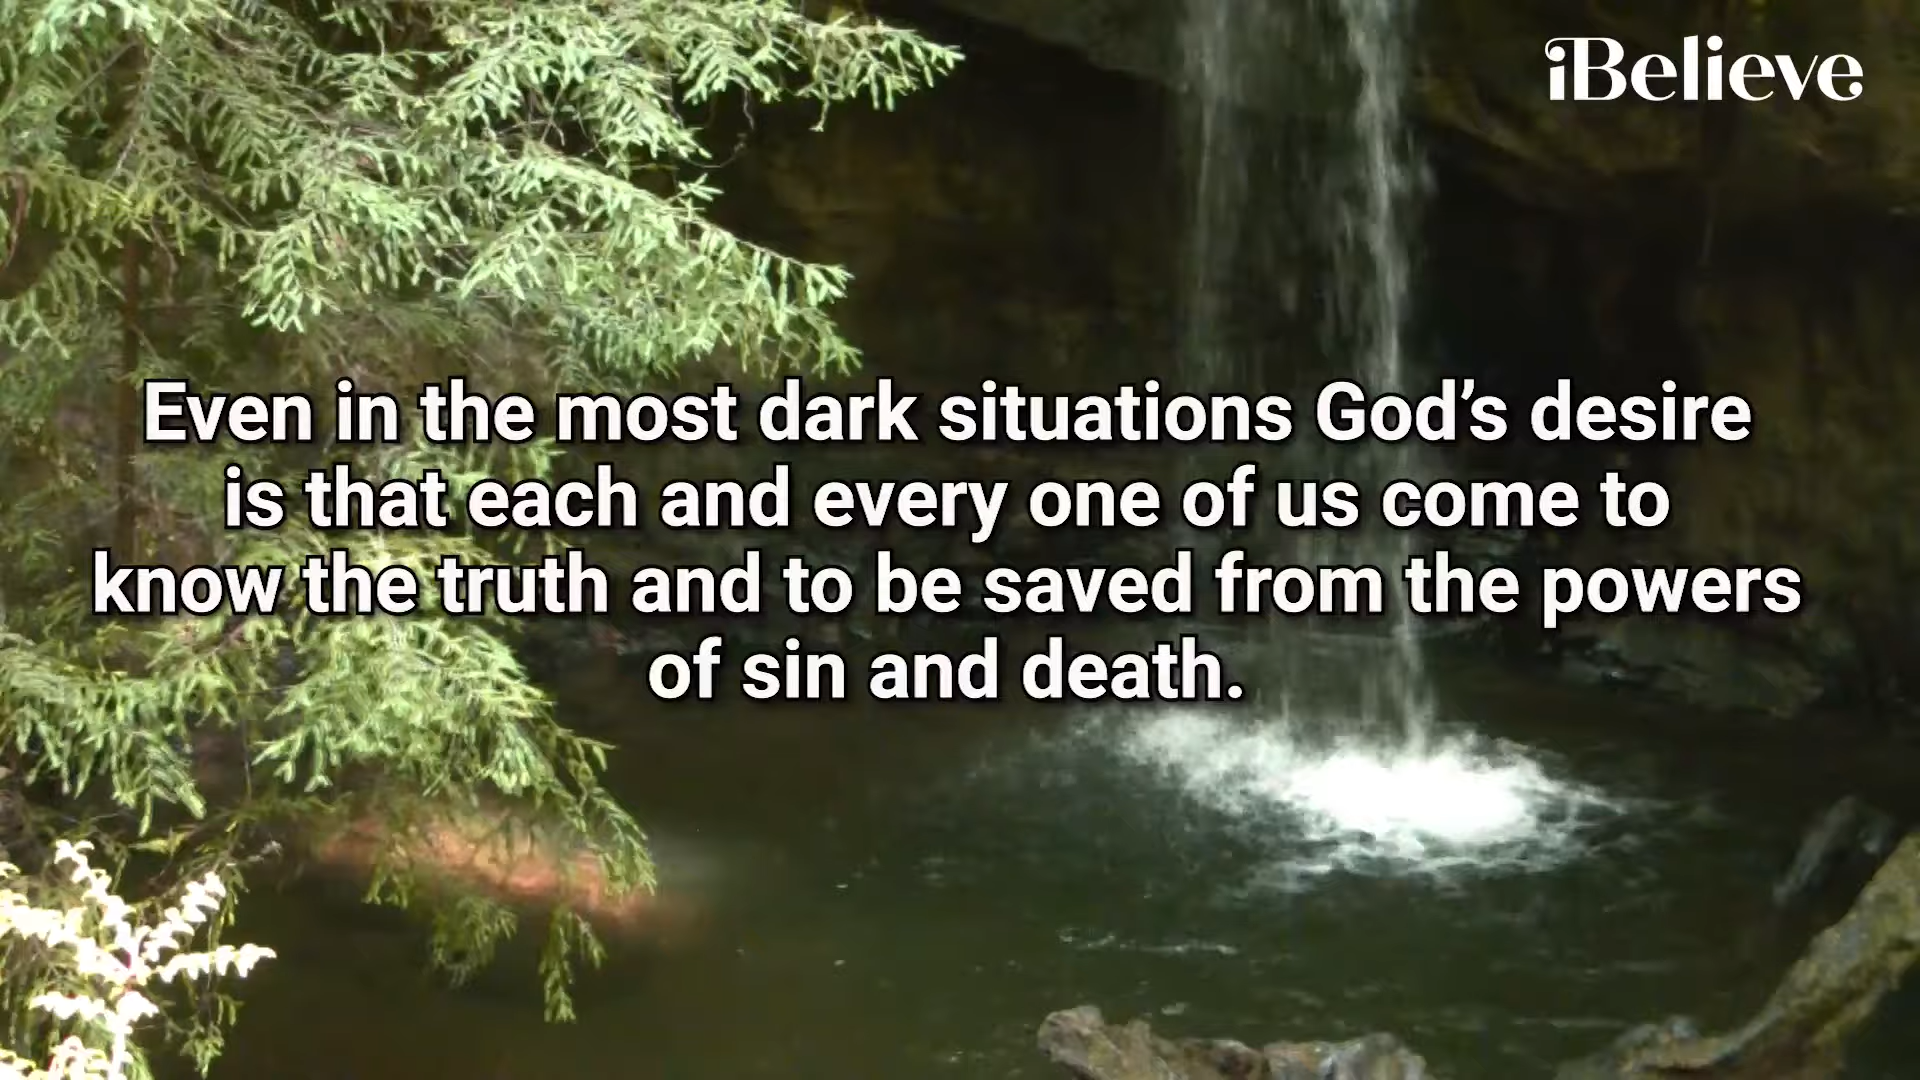 iBelieve
Even in the most dark situations God’s desire
is that each and every one of us come to
know the truth and to be saved from the powers
of sin and death.